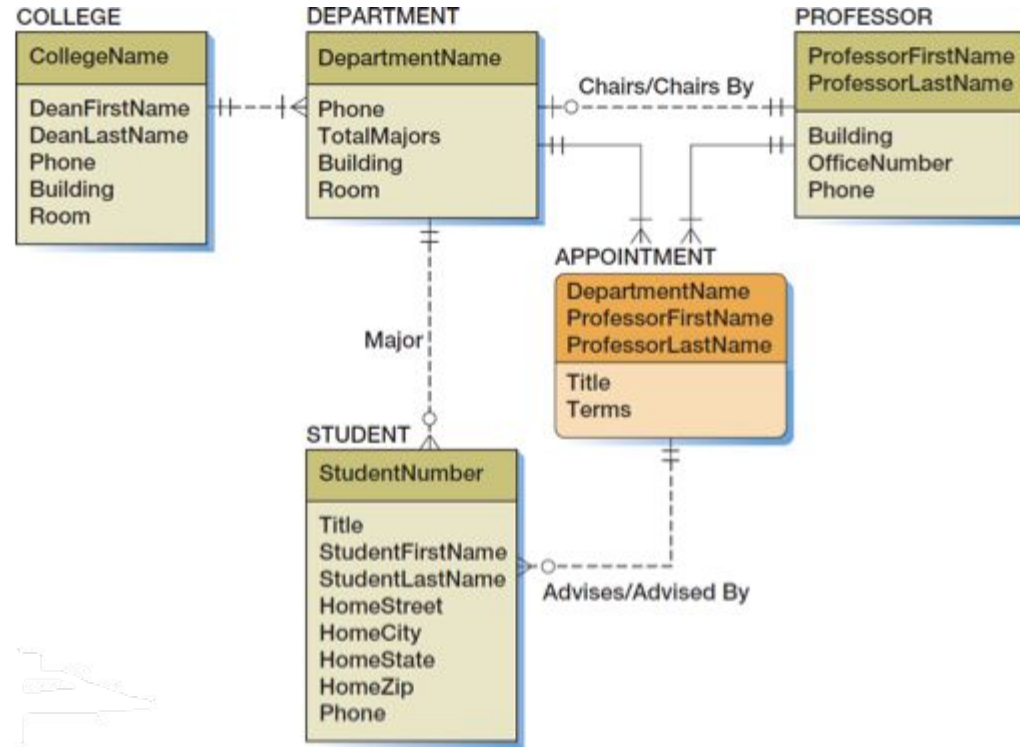 COLLEGE
CollegeName
DeanFirstName
DeanLastName
Phone
Building
Room
DEPARTMENT
DepartmentName
Phone
TotalMajors
Building
Room
Chairs/Chairs By
PROFESSOR
ProfessorFirstName
ProfessorLastName
Building
OfficeNumber
Phone
APPOINTMENT
DepartmentName
ProfessorFirstName
ProfessorLastName
Title
Terms
Major
STUDENT
StudentNumber
Title
StudentFirstName
StudentLastName
HomeStreet
HomeCity
HomeState
HomeZip
Phone
Advises/Advised By